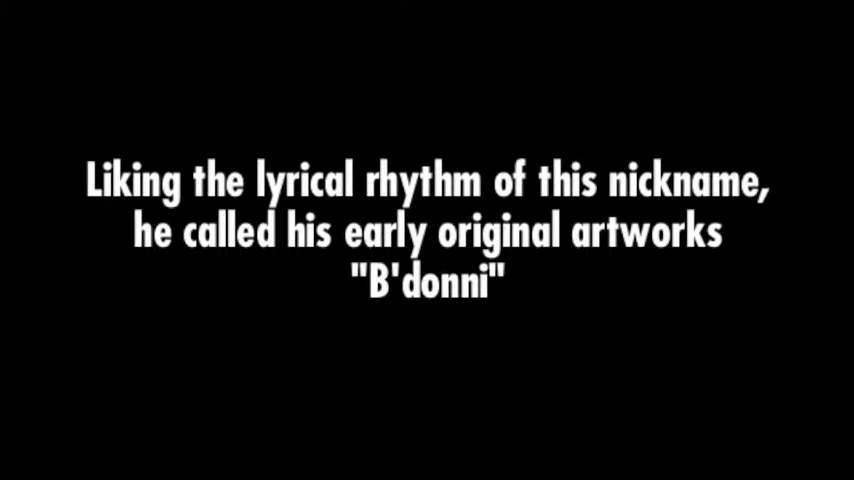 Liking the lyrical rhythm of this nickname,
he called his early original artworks
"B'donni"